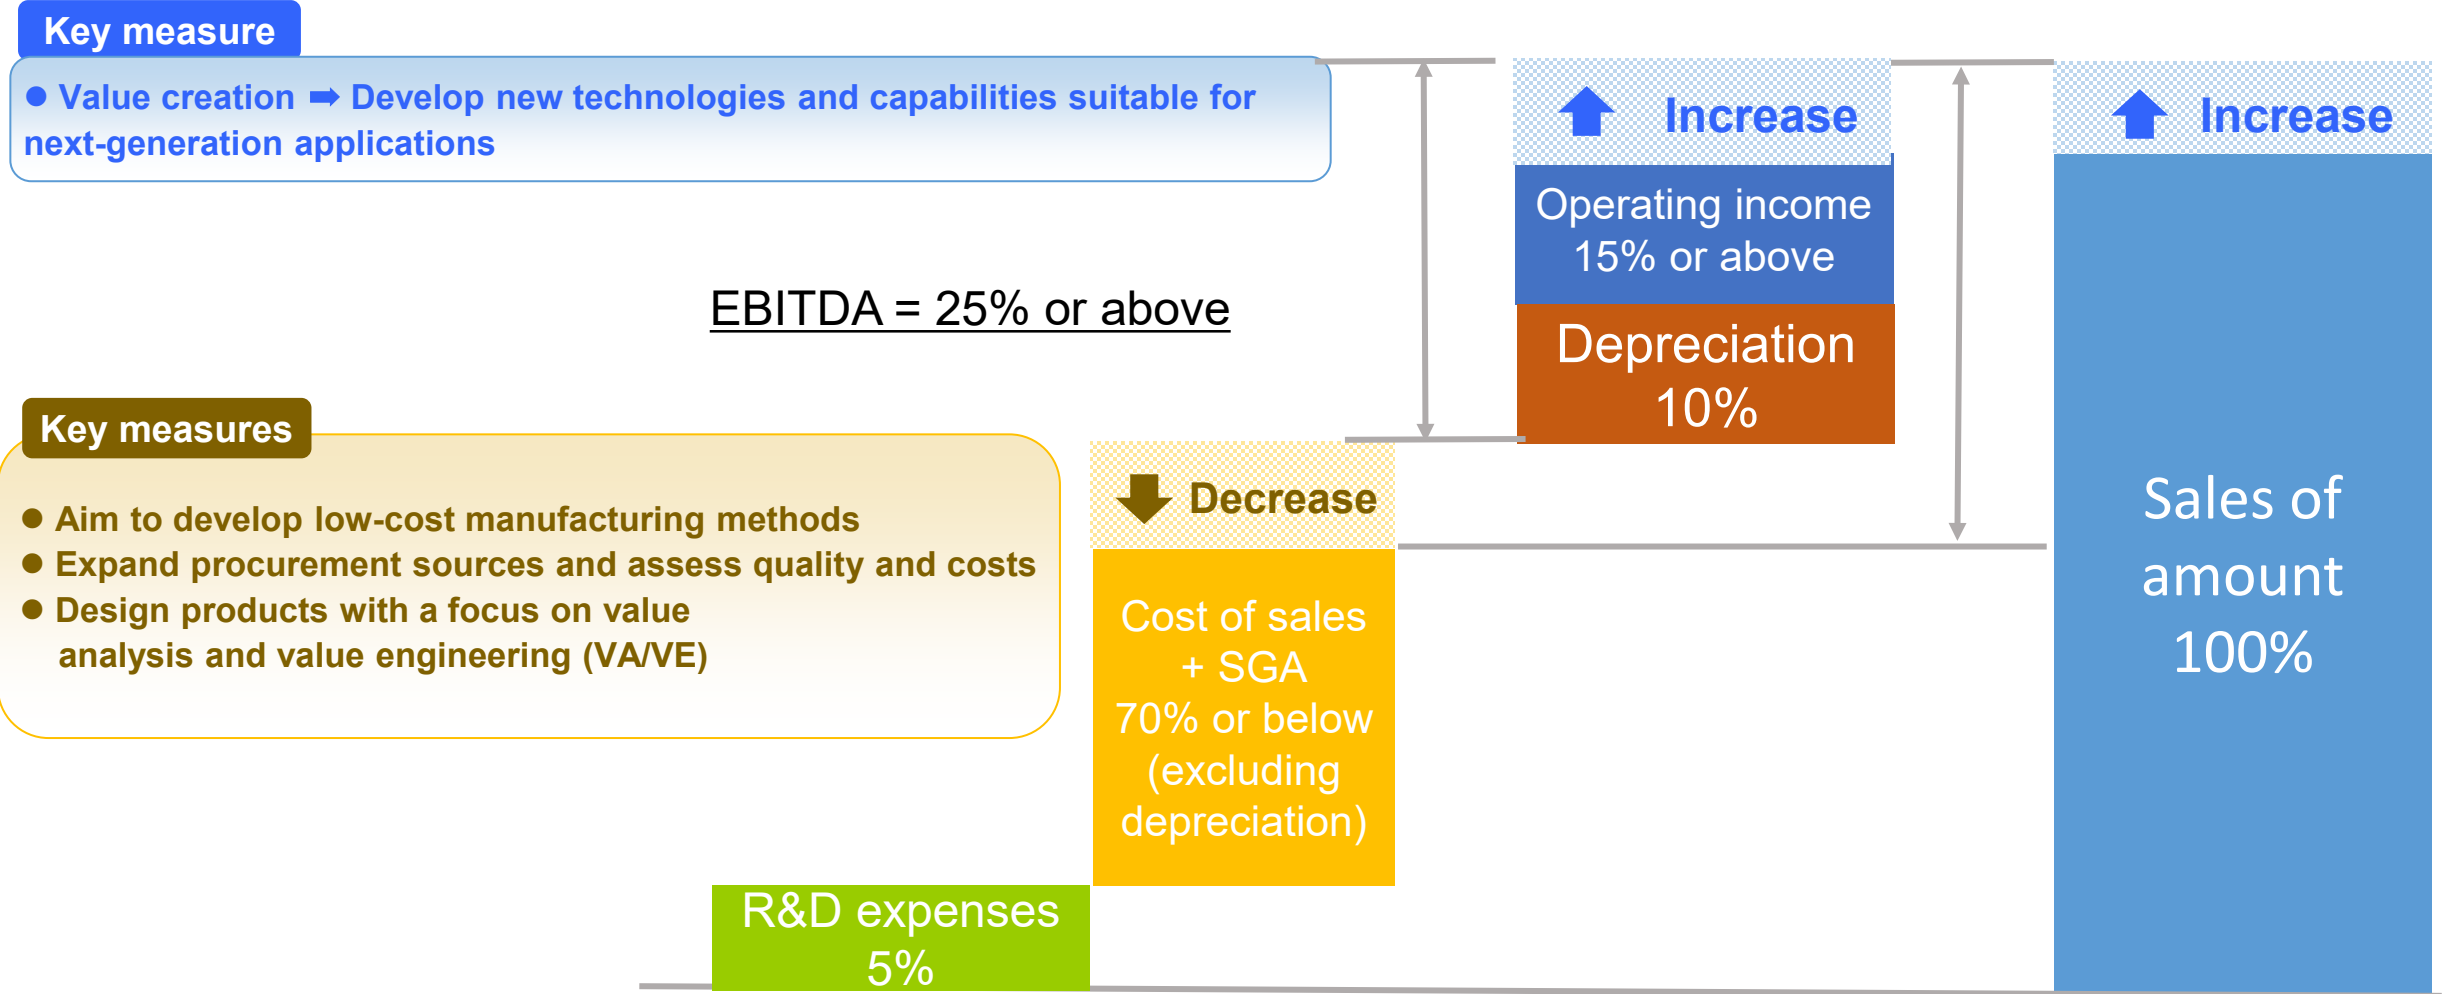 Key measure
● Value creation ➡ Develop new technologies and capabilities suitable for
next-generation applications
EBITDA = 25% or above
Key measures
● Aim to develop low-cost manufacturing methods
● Expand procurement sources and assess quality and costs
● Design products with a focus on value
analysis and value engineering (VA/VE)
R&D expenses
5%
Decrease
Cost of sales
+ SGA
70% or below
(excluding
depreciation)
Increase
Operating income
15% or above
Depreciation
10%
Increase
Sales of
amount
100%